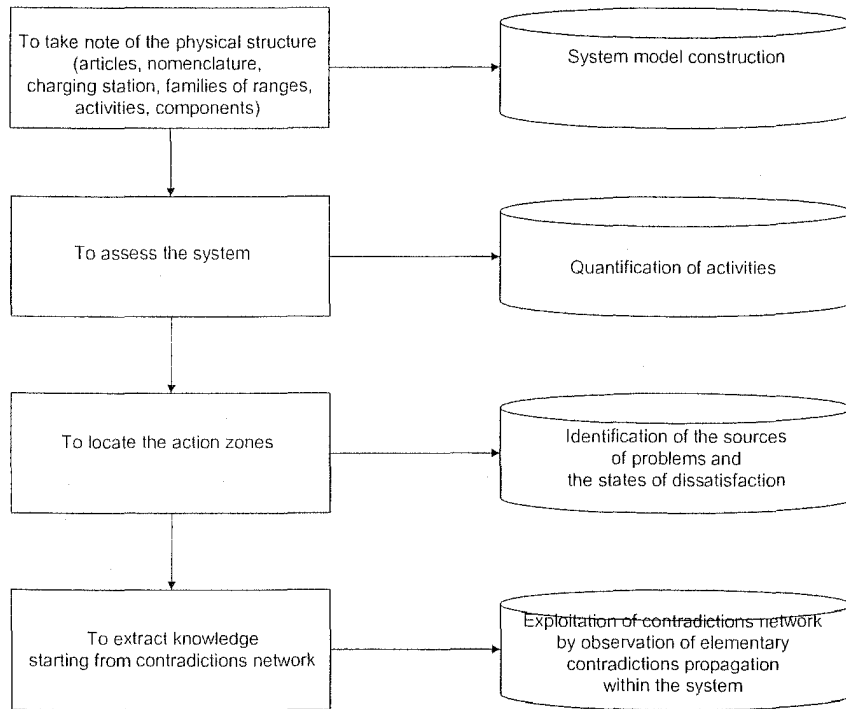 To take note of the physical structure
(articles, nomenclature,
charging station, families of ranges,
activities, components)
System model construction
To assess the system
Quantification of activities
To locate the action zones
Identification of the sources
of problems and
the states of dissatisfaction
To extract knowledge
starting from contradictions network
Exploitation of contradictions network
by observation of elementary
contradictions propagation
within the system